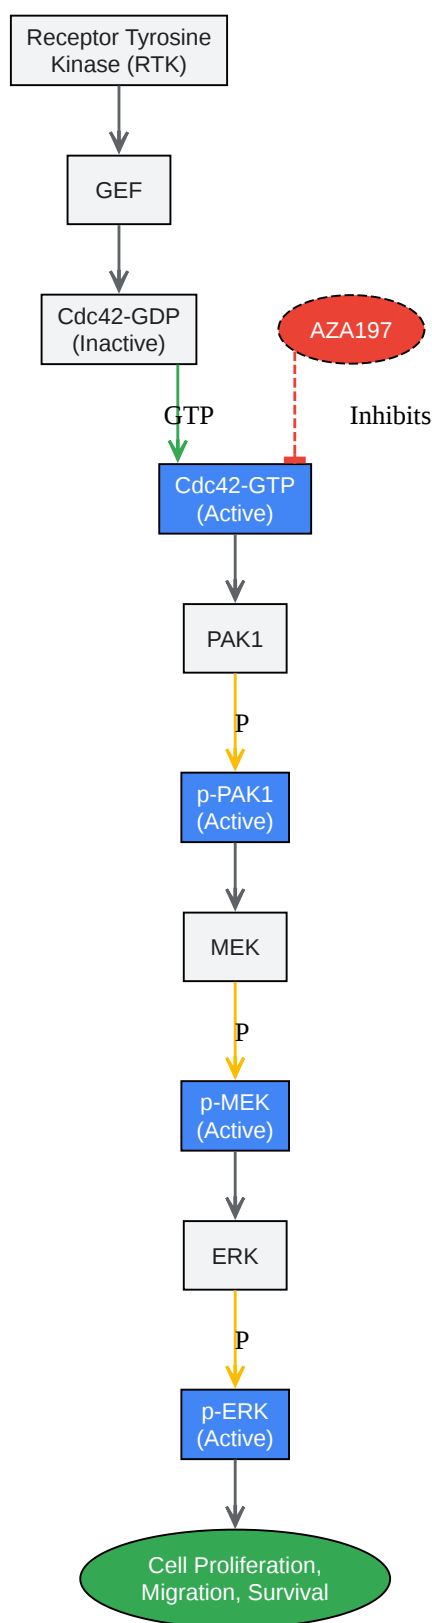 Receptor Tyrosine
Kinase (RTK)
GEF
Cdc42-GDP
(Inactive)
AZA197
GTP
Inhibits
Cdc42-GTP
(Active)
PAK1
P
p-PAK1
(Active)
MEK
P
p-MEK
(Active)
ERK
P
p-ERK
(Active)
Cell Proliferation,
Migration, Survival